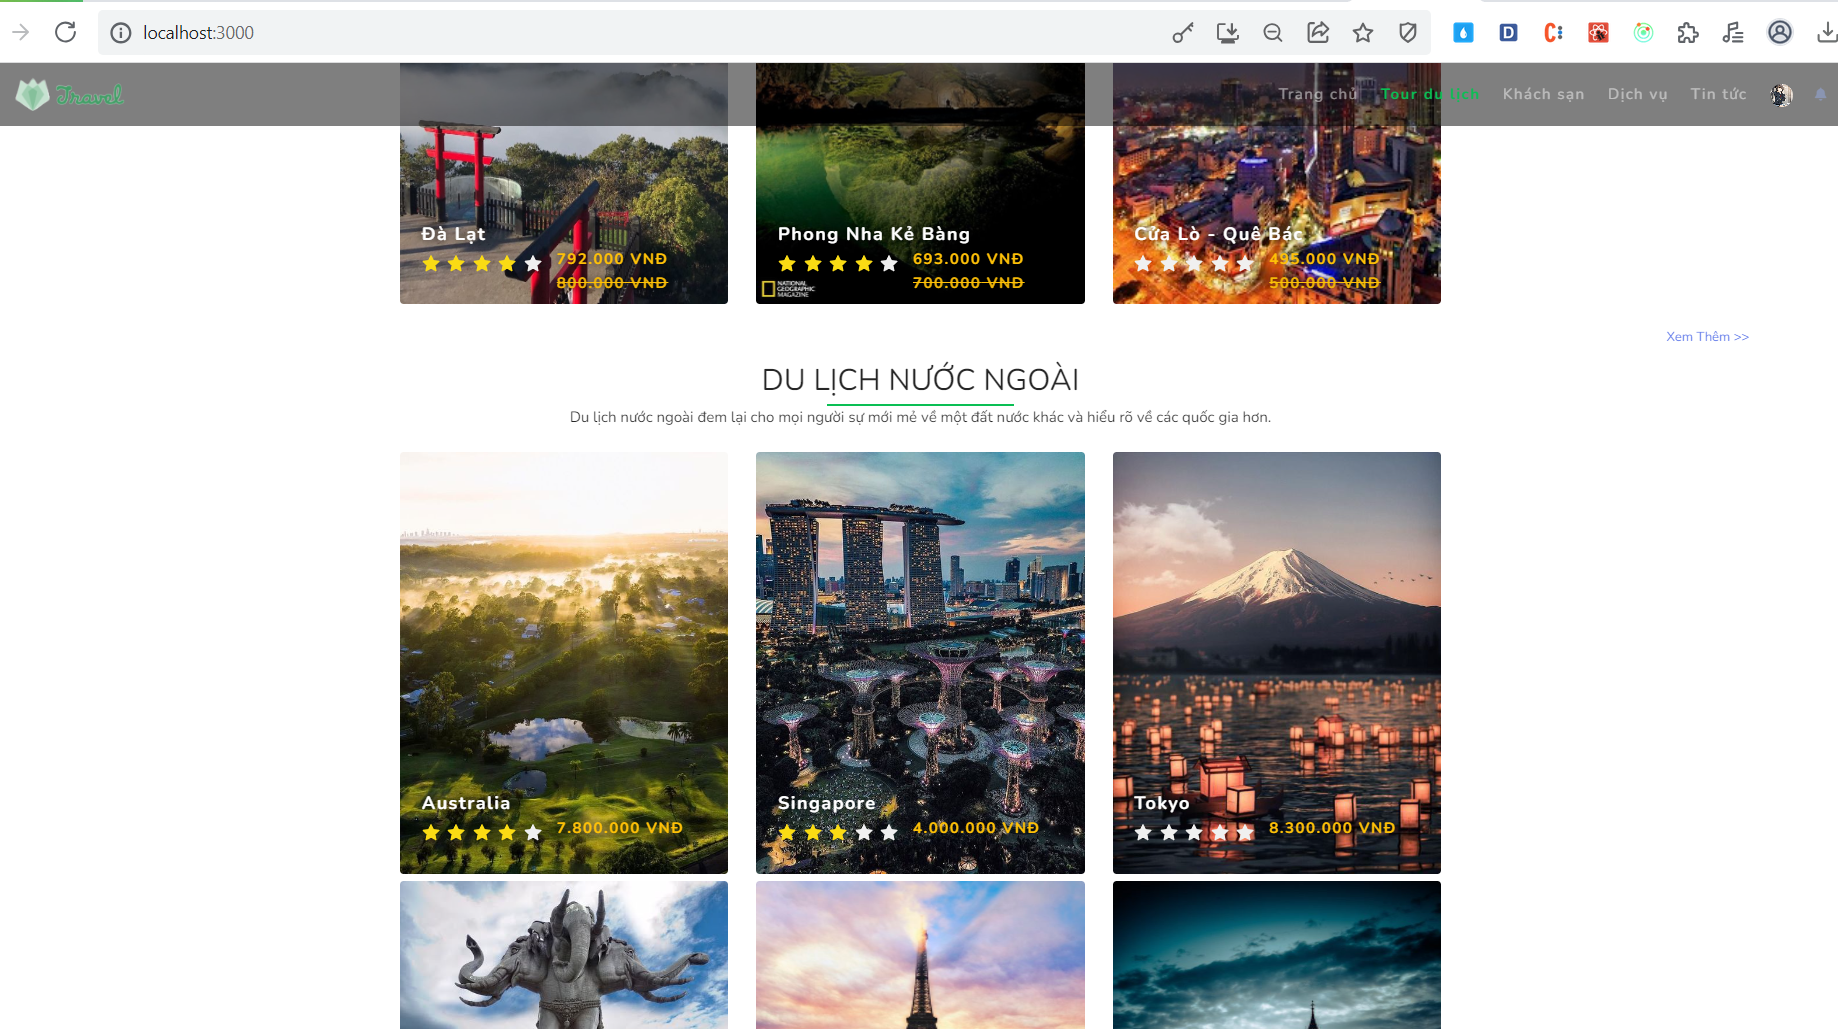 localhost:3000
Travel
Trang chủ
Tour du lịch
Khách sạn
Dịch vụ
Tin tức
Đà Lạt
792.000 VNĐ
800.000 VNĐ
Phong Nha Kẻ Bàng
693.000 VNĐ
700.000 VNĐ
NATIONAL
GEOGRAPHIC
MAGAZINE
Cửa Lò - Quê Bác
495.000 VNĐ
500.000 VNĐ
Xem Thêm >>
DU LỊCH NƯỚC NGOÀI
Du lịch nước ngoài đem lại cho mọi người sự mới mẻ về một đất nước khác và hiểu rõ về các quốc gia hơn.
Australia
7.800.000 VNĐ
Singapore
4.000.000 VNĐ
Tokyo
8.300.000 VNĐ